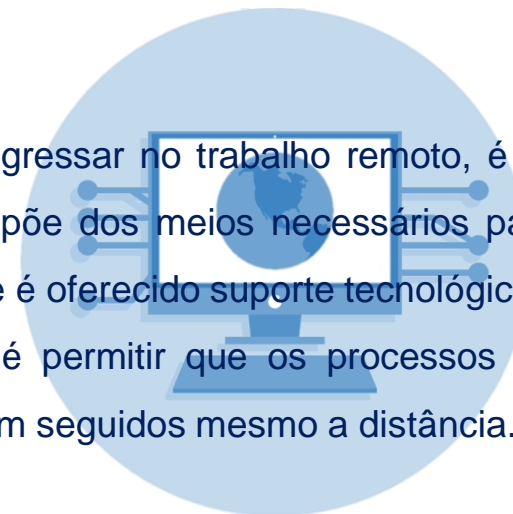 gressar no trabalho remoto, é
põe dos meios necessários pa
e é oferecido suporte tecnológic
é permitir que os processos
m seguidos mesmo a distância.